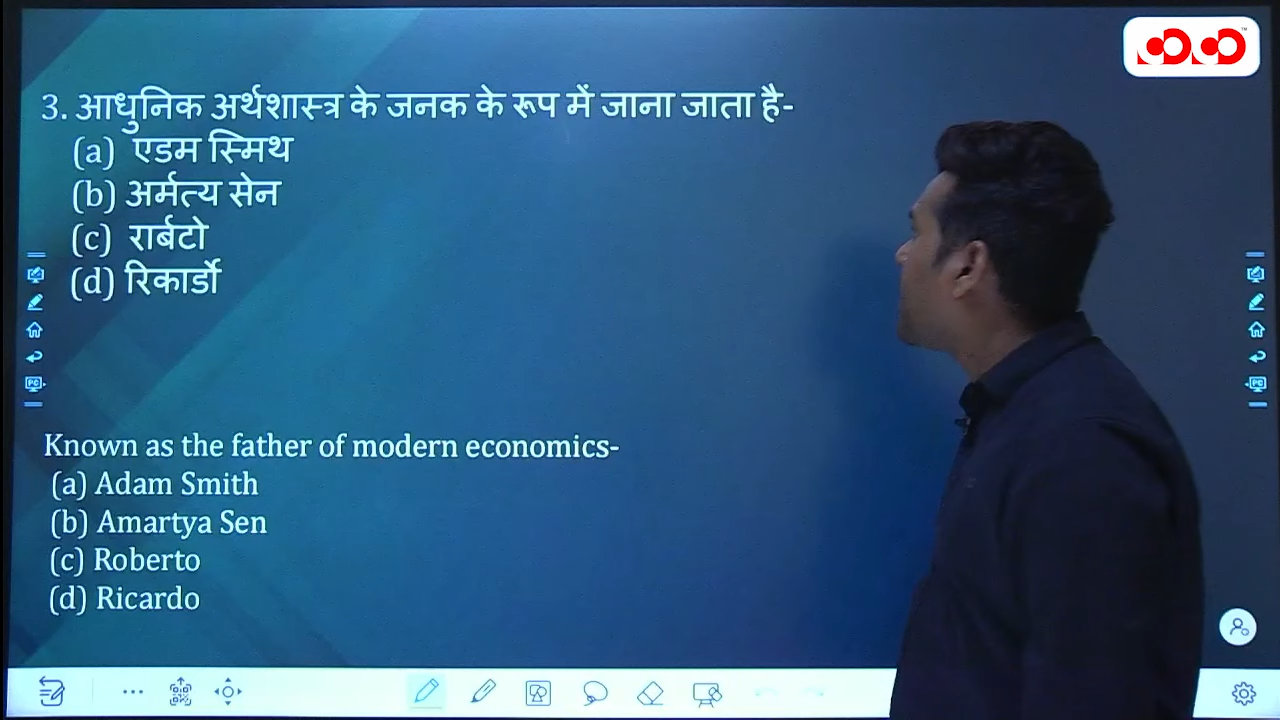 3. आधुनिक अर्थशास्त्र के जनक के रूप में जाना जाता है-
(a) एडम स्मिथ
(b) अर्मत्य सेन
(c) रार्बटो
(d) रिकार्डो
Known as the father of modern economics-
(a) Adam Smith
(b) Amartya Sen
(c) Roberto
(d) Ricardo